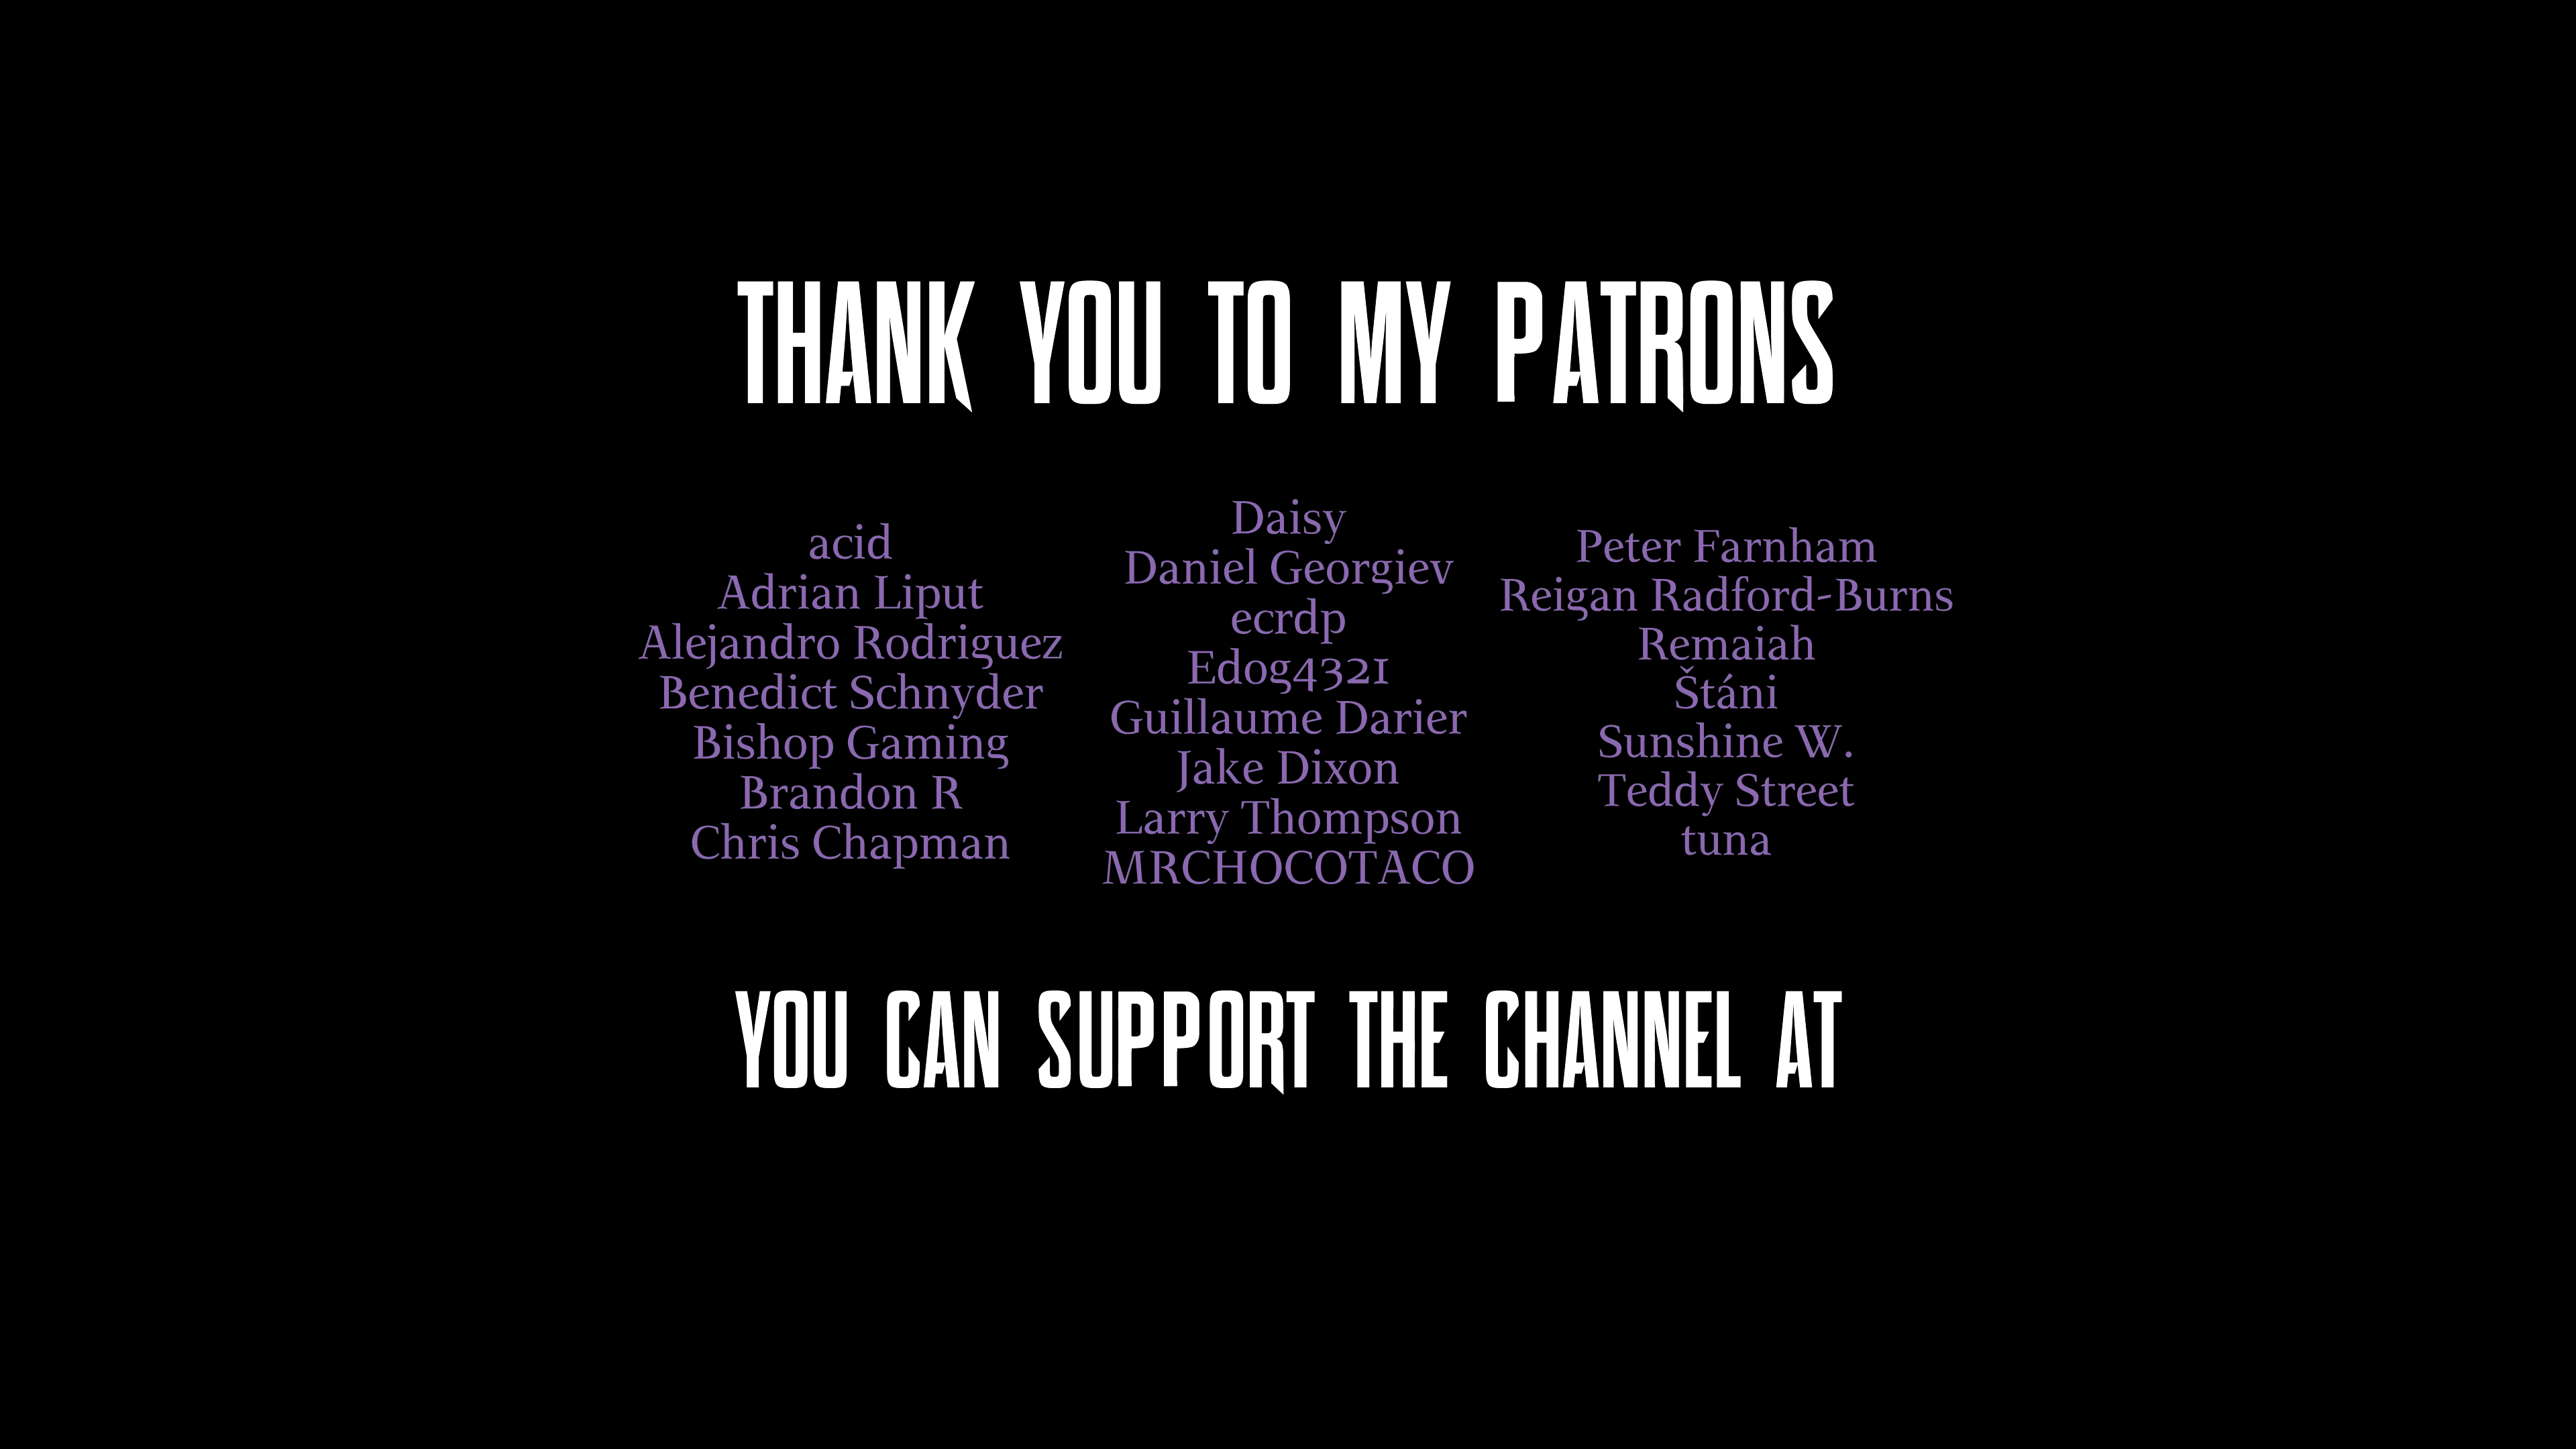 THANK YOU TO MY PATRONS
acid
Adrian Liput
Alejandro Rodriguez
Benedict Schnyder
Bishop Gaming
Brandon R
Chris Chapman
Daisy
Daniel Georgiev
ecrdp
Edog4321
Guillaume Darier
Jake Dixon
Larry Thompson
MRCHOCOTACO
Peter Farnham
Reigan Radford-Burns
Remaiah
Štáni
Sunshine W.
Teddy Street
tuna
YOU CAN SUPPORT THE CHANNEL AT